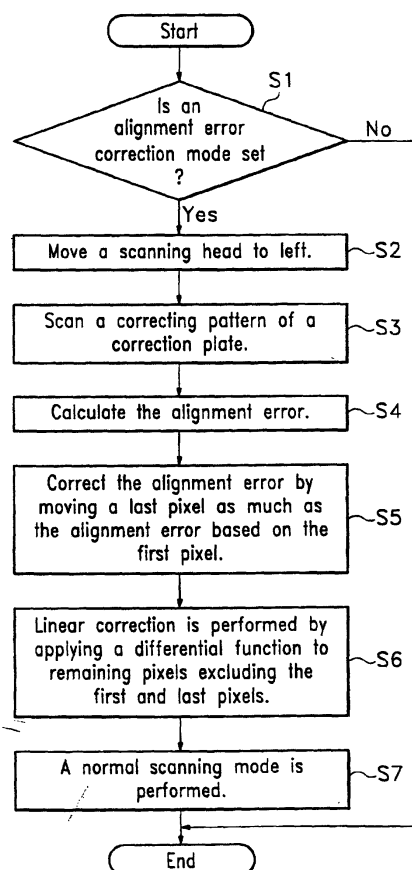 Start
S1
Is an
alignment error
correction mode set
?
No
Yes
Move a scanning head to left.
S2
Scan a correcting pattern of a
correction plate.
S3
Calculate the alignment error.
S4
Correct the alignment error by
moving a last pixel as much as
the alignment error based on the
first pixel.
S5
Linear correction is performed by
applying a differential function to
remaining pixels excluding the
first and last pixels.
S6
A normal scanning mode is
performed.
S7
End